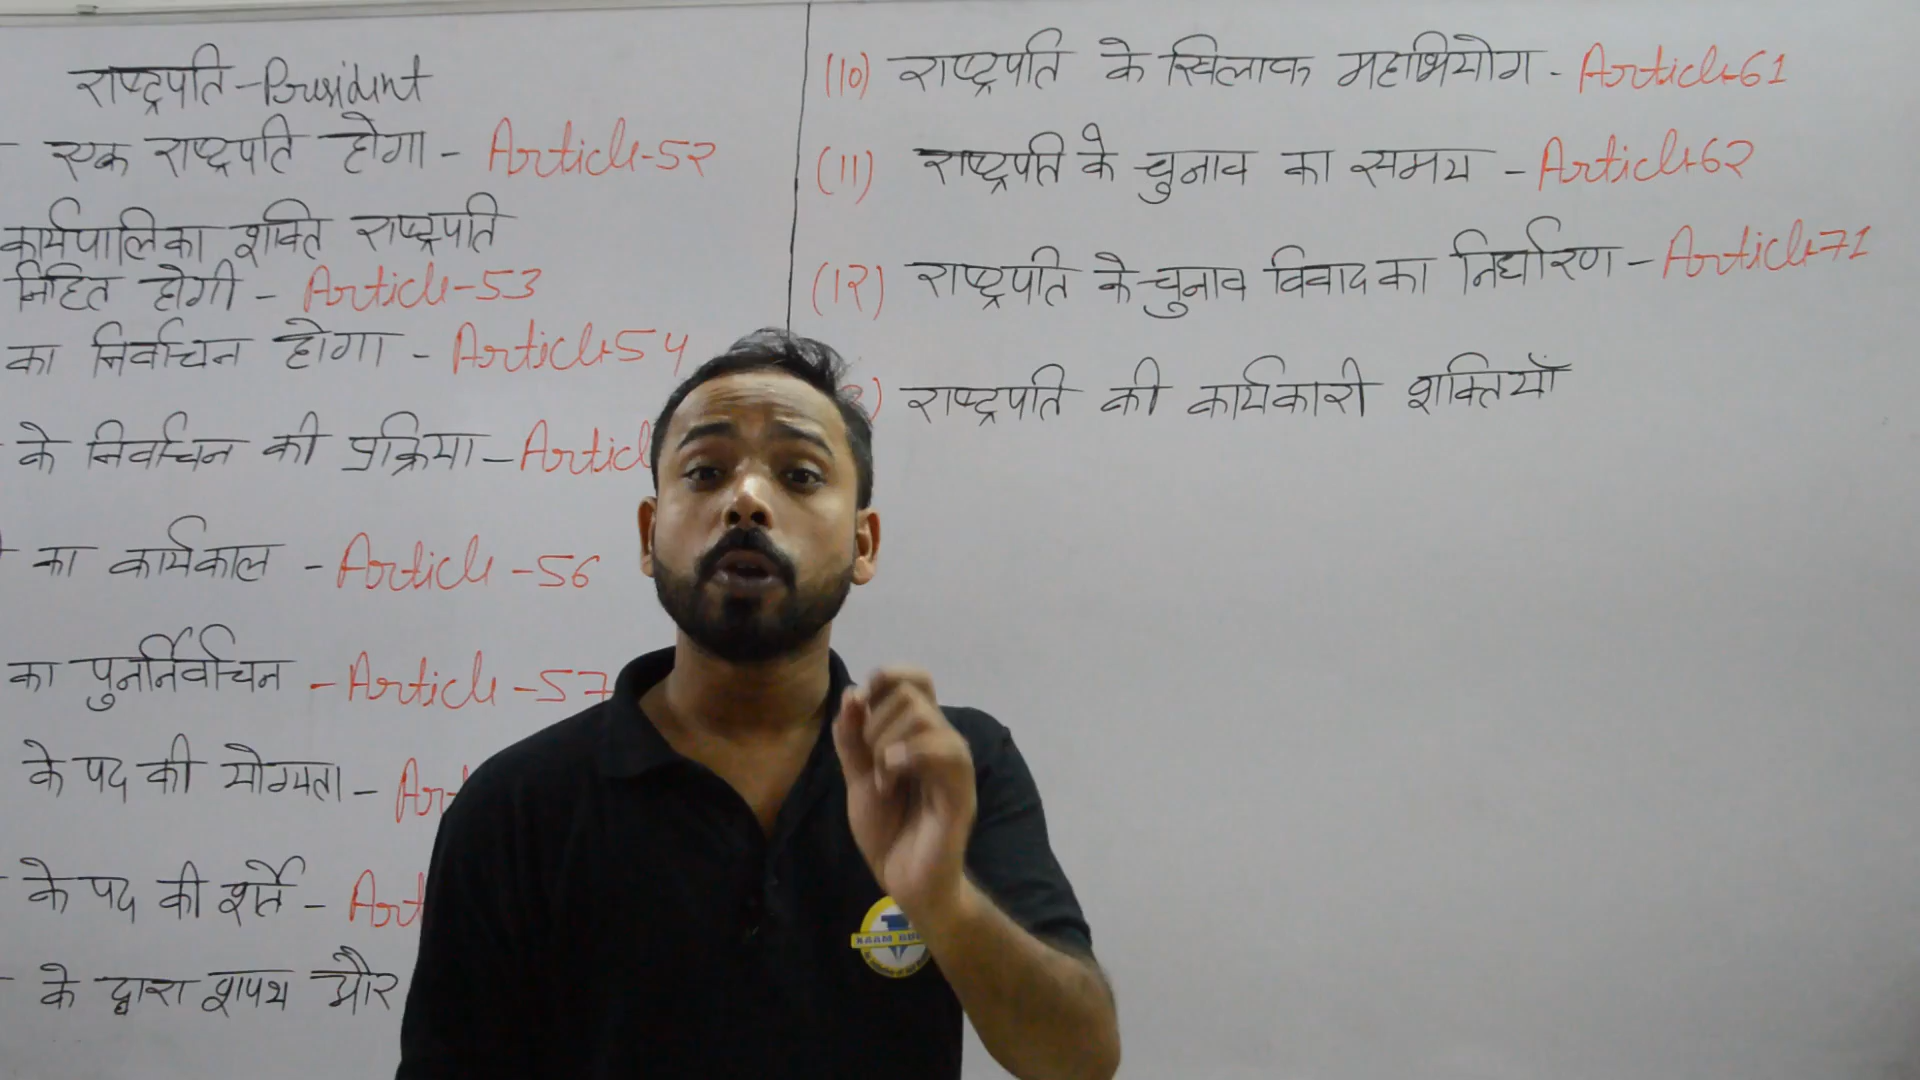 राष्ट्रपति - President
- एक राष्ट्रपति होगा - Article-52
कार्यपालिका शक्ति राष्ट्रपति
निहित होगी - Article-53
का निर्वाचन होगा - Article-54
के निर्वाचन की प्रक्रिया - Articl
का कार्यकाल - Article-56
का पुनर्निर्वाचन - Article-57
के पद की योग्यता - Art
- के पद की शर्ते - Art
- के द्वारा शपथ और
(10) राष्ट्रपति के खिलाफ महाभियोग - Article-61
(11) राष्ट्रपति के चुनाव का समय - Article-62
(12) राष्ट्रपति के चुनाव विवाद का निर्धारण - Article-71
) राष्ट्रपति की कार्यकारी शक्तियाँ